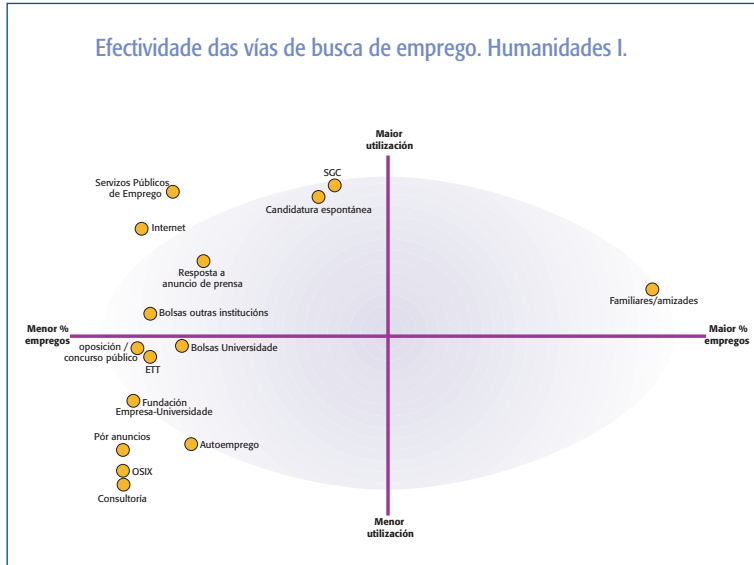 Efectividade das vías de busca de emprego. Humanidades I.
Maior
utilización
SGC
Servizos Públicos
de Emprego
Candidatura espontánea
Internet
Resposta a
anuncio de prensa
Familiares/amizades
Bolsas outras institucións
Menor %
empregos
Maior %
empregos
oposición /
concurso público
Bolsas Universidade
ETT
Fundación
Empresa-Universidade
Pór anuncios
Autoemprego
OSIX
Consultoría
Menor
utilización